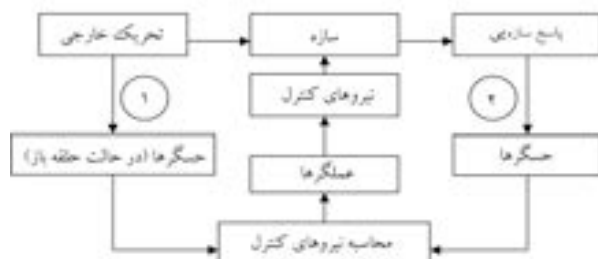 تحریک خارجی
سازه
پاسخ سازه‌یی
۱
نیروهای کنترل
۲
حسگرها (در حالت حلقه باز)
عملگرها
حسگرها
محاسبه نیروهای کنترل